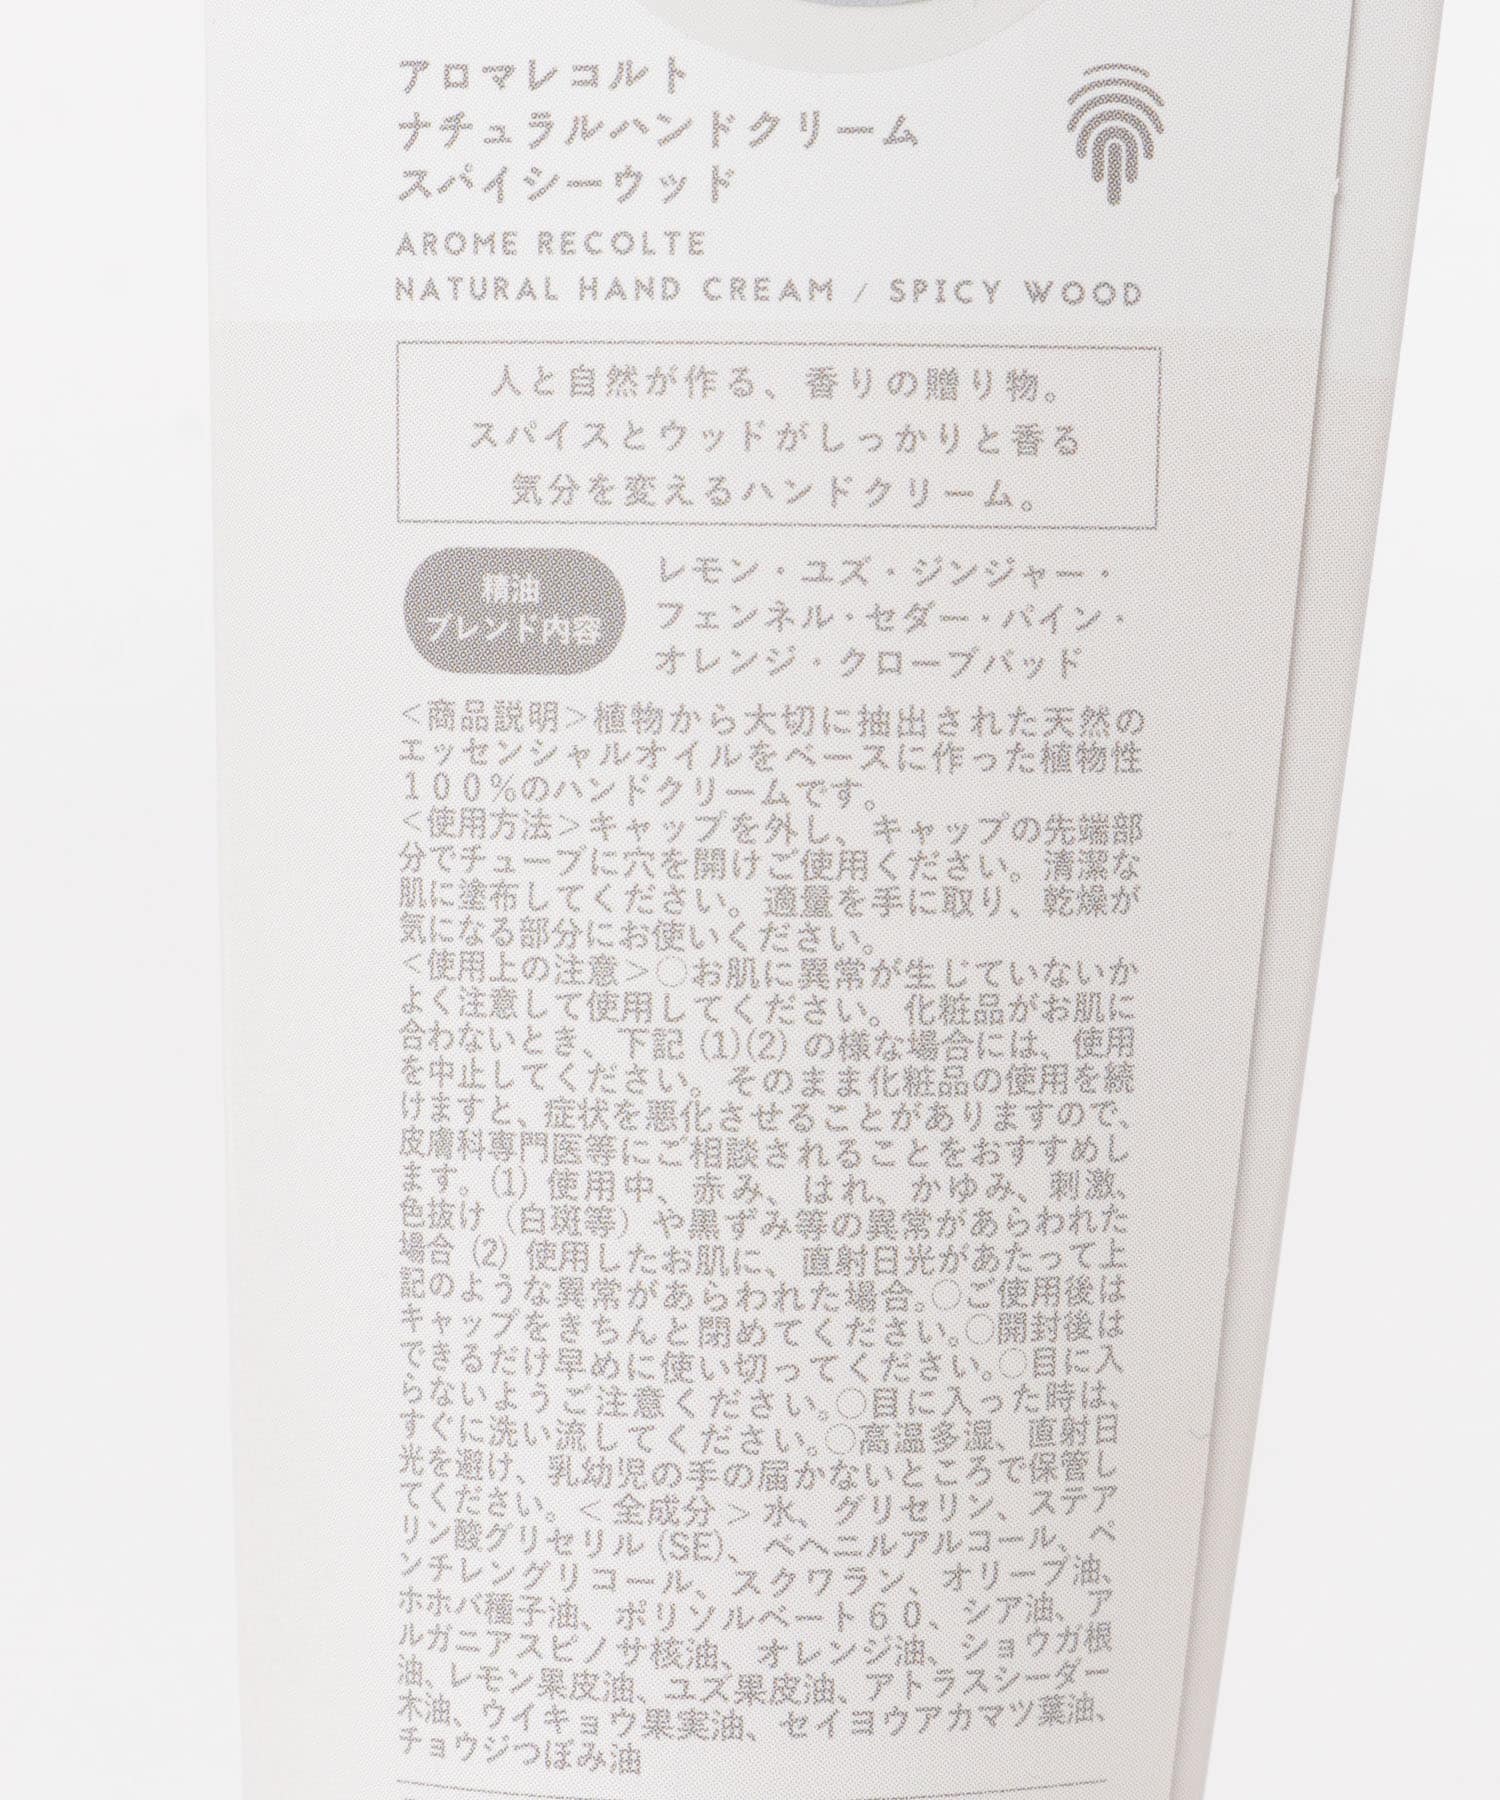 アロマレコルト
ナチュラルハンドクリーム
スパイシーウッド
AROME RECOLTE
NATURAL HAND CREAM / SPICY WOOD
人と自然が作る、香りの贈り物。
スパイスとウッドがしっかりと香る
気分を変えるハンドクリーム。
精油
ブレンド内容
レモン・ユズ・ジンジャー・
フェンネル・セダー・パイン・
オレンジ・クローブバッド
＜商品説明＞植物から大切に抽出された天然の
エッセンシャルオイルをベースに作った植物性
１００％のハンドクリームです。
＜使用方法＞キャップを外し、キャップの先端部
分でチューブに穴を開けご使用ください。清潔な
肌に塗布してください。適量を手に取り、乾燥が
気になる部分にお使いください。
＜使用上の注意＞○お肌に異常が生じていないか
よく注意して使用してください。化粧品がお肌に
合わないとき、下記（1）（2）の様な場合には、使用
を中止してください。そのまま化粧品の使用を続
けますと、症状を悪化させることがありますので、
皮膚科専門医等にご相談されることをおすすめし
ます。（1）使用中、赤み、はれ、かゆみ、刺激、
色抜け（白斑等）や黒ずみ等の異常があらわれた
場合（2）使用したお肌に、直射日光があたって上
記のような異常があらわれた場合。○ご使用後は
キャップをきちんと閉めてください。○開封後は
できるだけ早めに使い切ってください。○目に入
らないようご注意ください。○目に入った時は、
すぐに洗い流してください。○高温多湿、直射日
光を避け、乳幼児の手の届かないところで保管し
てください。＜全成分＞水、グリセリン、ステア
リン酸グリセリル（SE）、ベヘニルアルコール、ペ
ンチレングリコール、スクワラン、オリーブ油、
ホホバ種子油、ポリソルベート６０、シア油、ア
ルガニアスピノサ核油、オレンジ油、ショウガ根
油、レモン果皮油、ユズ果皮油、アトラスシーダー
木油、ウイキョウ果実油、セイヨウアカマツ葉油、
チョウジつぼみ油